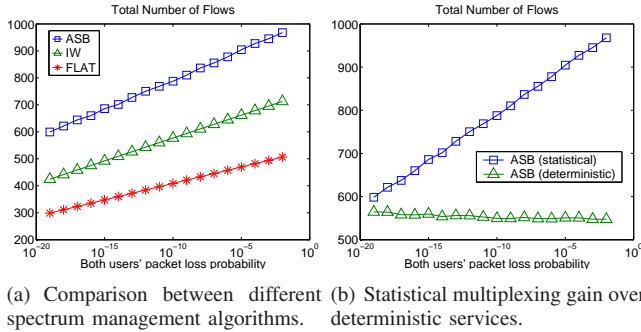 Total Number of Flows
1000
900
800
700
600
500
400
300
200
ASB
IW
FLAT
10^-20
10^-15
10^-10
10^-5
10^0
Both users' packet loss probability
(a) Comparison between different
spectrum management algorithms.
Total Number of Flows
1000
900
800
700
600
500
ASB (statistical)
ASB (deterministic)
10^-20
10^-15
10^-10
10^-5
10^0
Both users' packet loss probability
(b) Statistical multiplexing gain over
deterministic services.